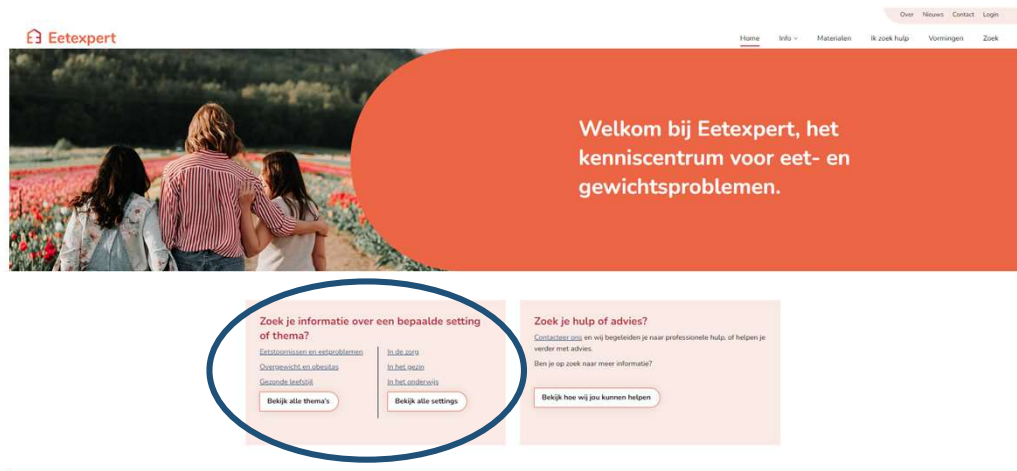 Over Nieuws Contact Login
Eetexpert
Home Info Materialen Ik zoek hulp Vormingen Zoek
Welkom bij Eetexpert, het
kenniscentrum voor eet- en
gewichtsproblemen.
Zoek je informatie over een bepaalde setting
of thema?
Eetstoornissen en eetproblemen
Overgewicht en obesitas
Gezonde leefstijl
Bekijk alle thema's
In de zorg
In het gezin
In het onderwijs
Bekijk alle settings
Zoek je hulp of advies?
Contacteer ons en wij begeleiden je naar professionele hulp, of helpen je
verder met advies.
Ben je op zoek naar meer informatie?
Bekijk hoe wij jou kunnen helpen